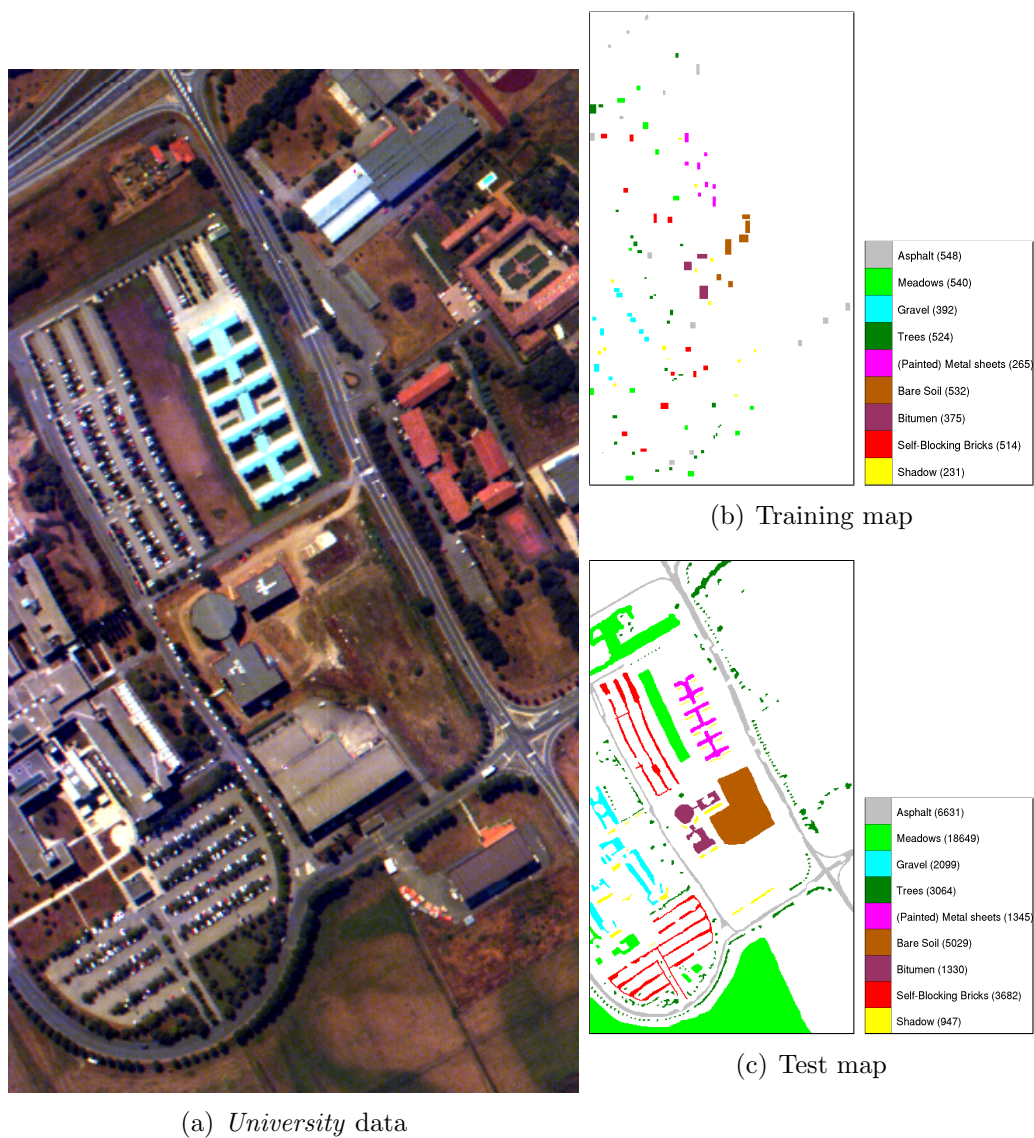 Asphalt (548)
Meadows (540)
Gravel (392)
Trees (524)
(Painted) Metal sheets (265)
Bare Soil (532)
Bitumen (375)
Self-Blocking Bricks (514)
Shadow (231)
(b) Training map
Asphalt (6631)
Meadows (18649)
Gravel (2099)
Trees (3064)
(Painted) Metal sheets (1345)
Bare Soil (5029)
Bitumen (1330)
Self-Blocking Bricks (3682)
Shadow (947)
(c) Test map
(a) University data